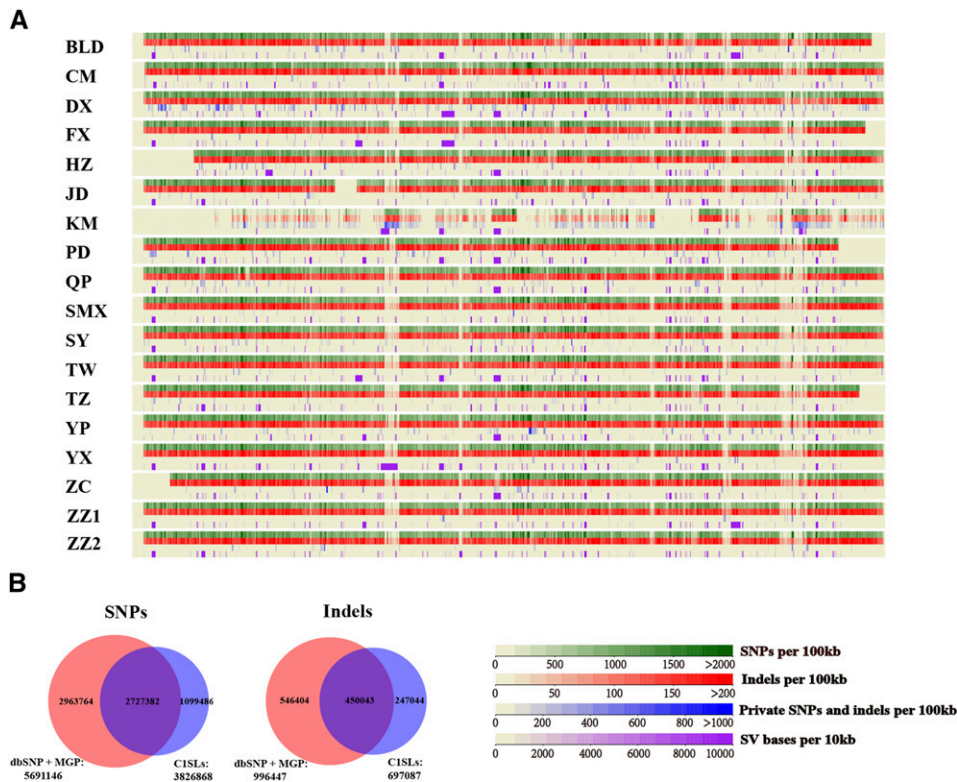 A
BLD
CM
DX
FX
HZ
JD
KM
PD
QP
SMX
SY
TW
TZ
YP
YX
ZC
ZZ1
ZZ2
B
SNPs
2963764
2727382
1099486
dbSNP + MGP:
5691146
C1SLs:
3826868
Indels
546404
450043
247044
dbSNP + MGP:
996447
C1SLs:
697087
SNPs per 100kb
0 500 1000 1500 >2000
Indels per 100kb
0 50 100 150 >200
Private SNPs and indels per 100kb
0 200 400 600 800 >1000
SV bases per 10kb
0 2000 4000 6000 8000 10000